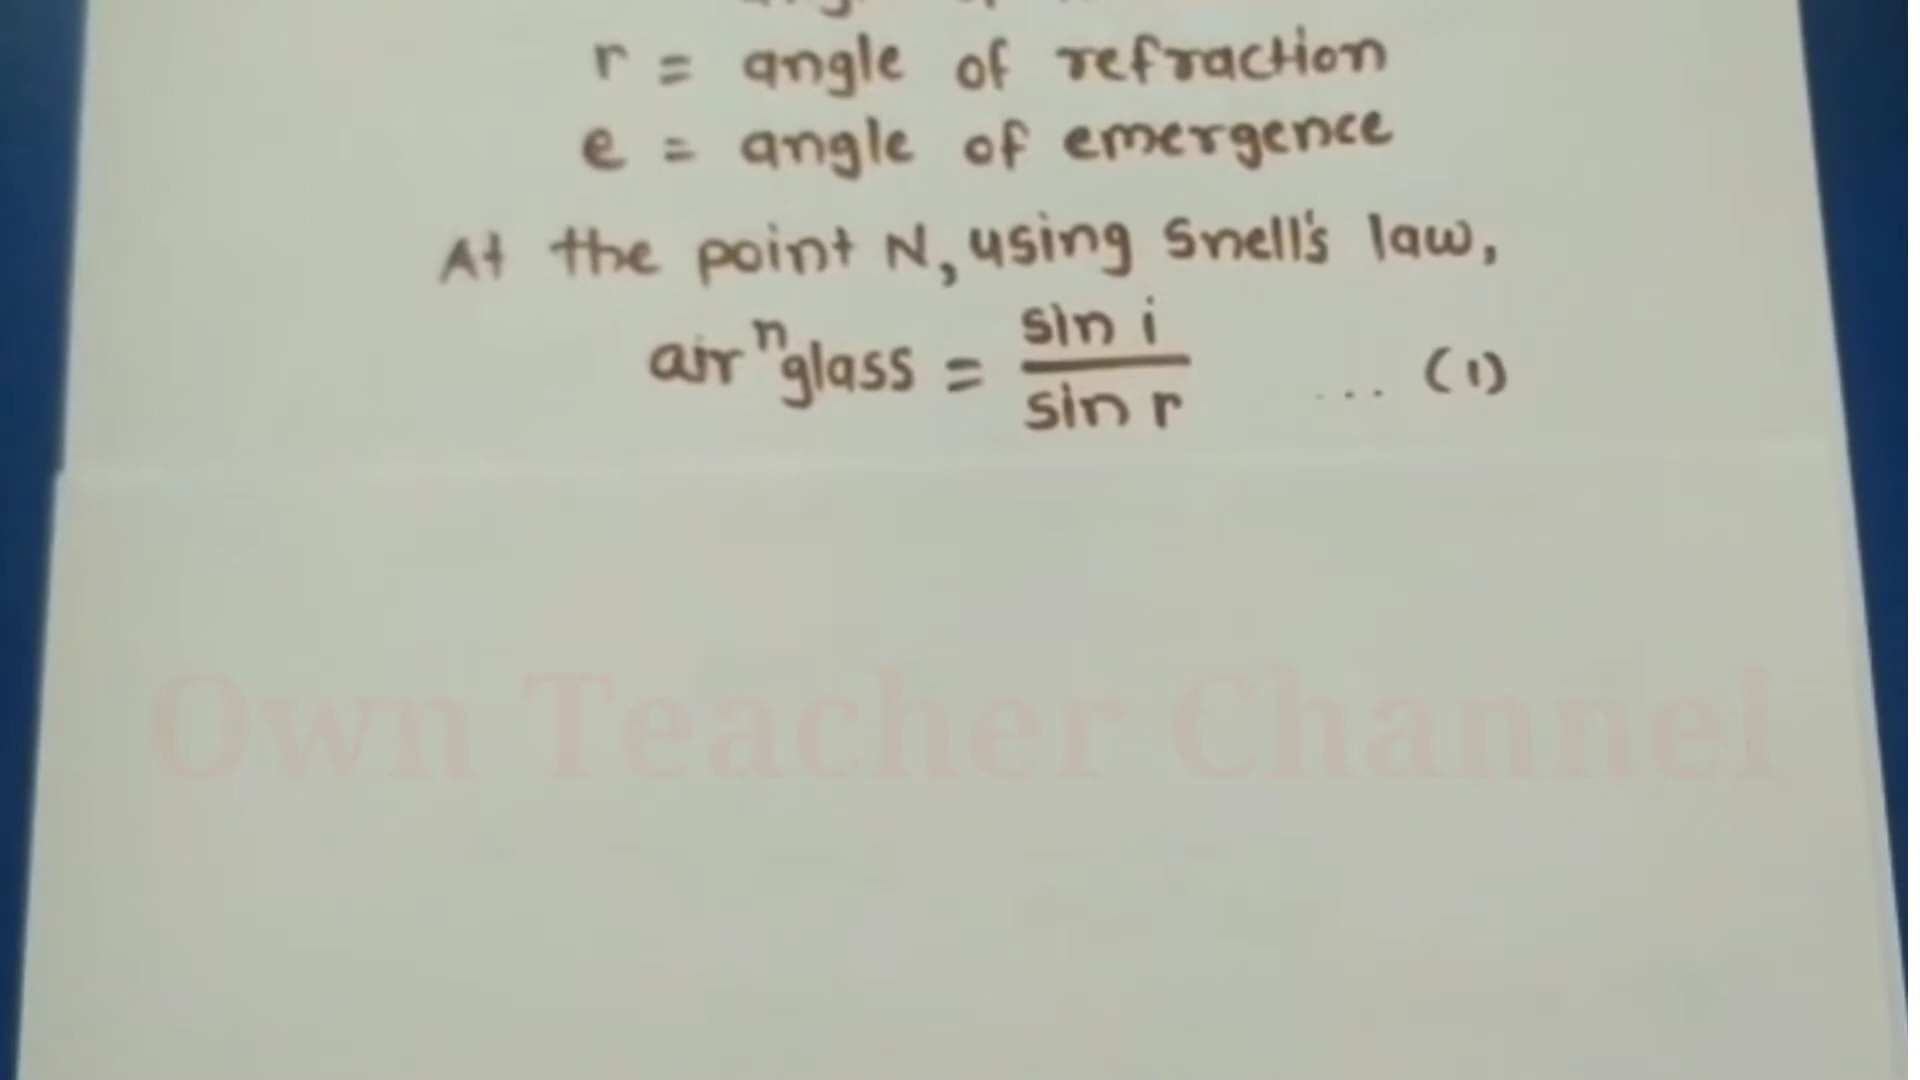 r = angle of refraction
e = angle of emergence
At the point N, using Snell's law,
air n glass = sin i / sin r ... (1)
Own Teacher Channel